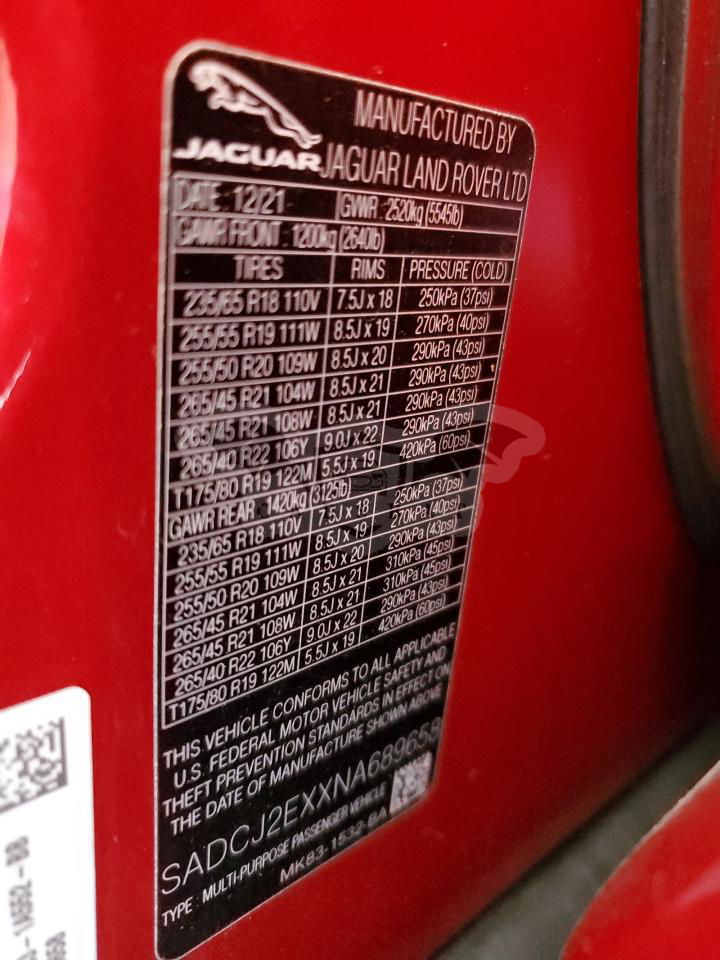 JAGUAR
MANUFACTURED BY
JAGUAR LAND ROVER LTD
DATE : 12/21 GVWR : 2520kg (5545lb)
GAWR FRONT : 1200kg (2640lb)
TIRES RIMS PRESSURE (COLD)
235/65 R18 110V 7.5J x 18 250kPa (37psi)
255/55 R19 111W 8.5J x 19 270kPa (40psi)
255/50 R20 109W 8.5J x 20 290kPa (43psi)
265/45 R21 104W 8.5J x 21 290kPa (43psi)
265/45 R21 108W 8.5J x 21 290kPa (43psi)
265/40 R22 106Y 9.0J x 22 290kPa (43psi)
T175/80 R19 122M 5.5J x 19 420kPa (60psi)
GAWR REAR : 1420kg (3125lb)
235/65 R18 110V 7.5J x 18 250kPa (37psi)
255/55 R19 111W 8.5J x 19 270kPa (40psi)
255/50 R20 109W 8.5J x 20 290kPa (43psi)
265/45 R21 104W 8.5J x 21 310kPa (45psi)
265/45 R21 108W 8.5J x 21 310kPa (45psi)
265/40 R22 106Y 9.0J x 22 290kPa (43psi)
T175/80 R19 122M 5.5J x 19 420kPa (60psi)
THIS VEHICLE CONFORMS TO ALL APPLICABLE
U.S. FEDERAL MOTOR VEHICLE SAFETY AND
THEFT PREVENTION STANDARDS IN EFFECT ON
THE DATE OF MANUFACTURE SHOWN ABOVE
SADCJ2EXXNA689658
TYPE : MULTI-PURPOSE PASSENGER VEHICLE
MK83-1532-BA